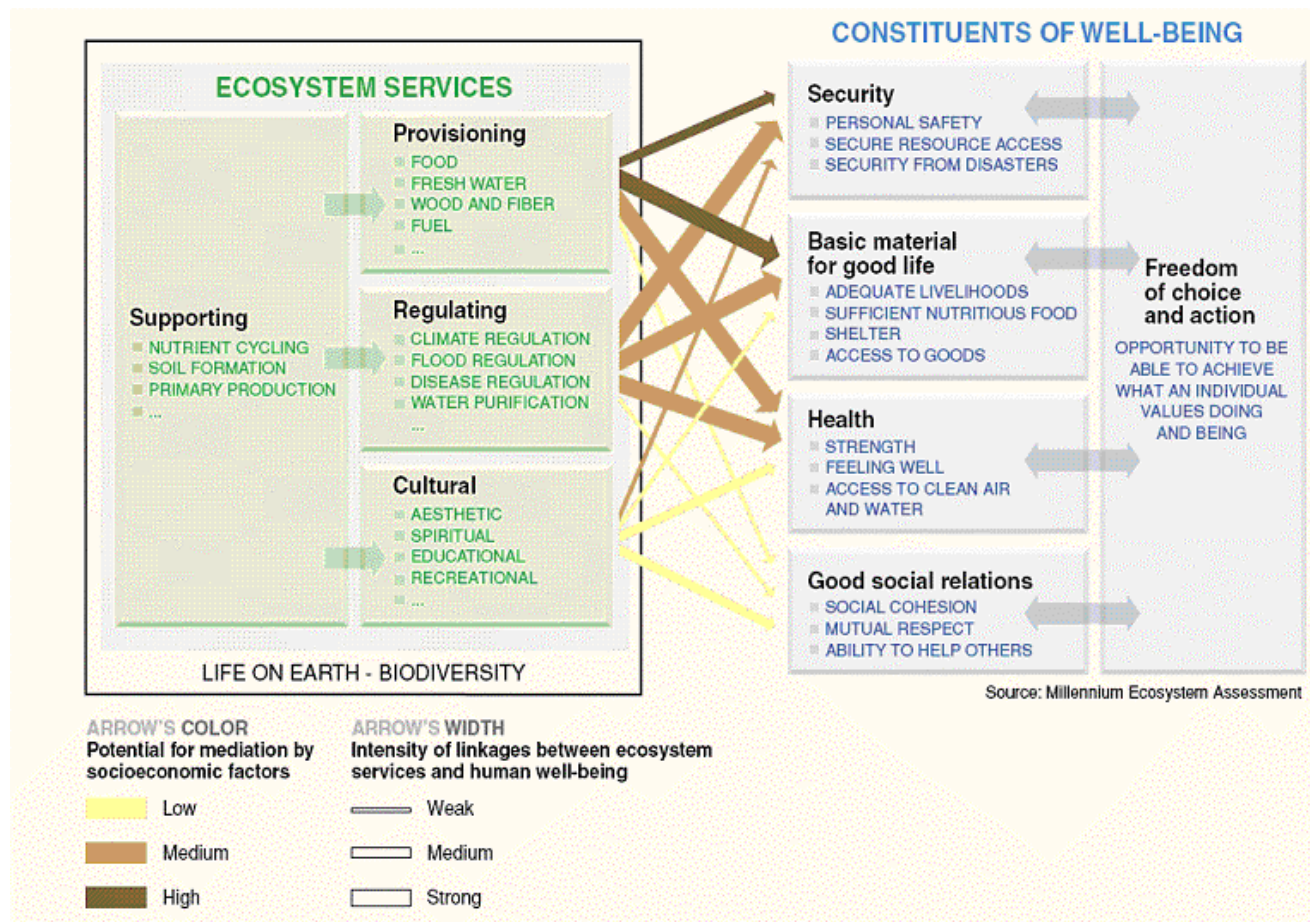 CONSTITUENTS OF WELL-BEING
ECOSYSTEM SERVICES
Supporting
NUTRIENT CYCLING
SOIL FORMATION
PRIMARY PRODUCTION
...
Provisioning
FOOD
FRESH WATER
WOOD AND FIBER
FUEL
...
Regulating
CLIMATE REGULATION
FLOOD REGULATION
DISEASE REGULATION
WATER PURIFICATION
...
Cultural
AESTHETIC
SPIRITUAL
EDUCATIONAL
RECREATIONAL
...
LIFE ON EARTH - BIODIVERSITY
Security
PERSONAL SAFETY
SECURE RESOURCE ACCESS
SECURITY FROM DISASTERS
Basic material
for good life
ADEQUATE LIVELIHOODS
SUFFICIENT NUTRITIOUS FOOD
SHELTER
ACCESS TO GOODS
Health
STRENGTH
FEELING WELL
ACCESS TO CLEAN AIR
AND WATER
Good social relations
SOCIAL COHESION
MUTUAL RESPECT
ABILITY TO HELP OTHERS
Freedom
of choice
and action
OPPORTUNITY TO BE
ABLE TO ACHIEVE
WHAT AN INDIVIDUAL
VALUES DOING
AND BEING
Source: Millennium Ecosystem Assessment
ARROW'S COLOR
Potential for mediation by
socioeconomic factors
Low
Medium
High
ARROW'S WIDTH
Intensity of linkages between ecosystem
services and human well-being
Weak
Medium
Strong